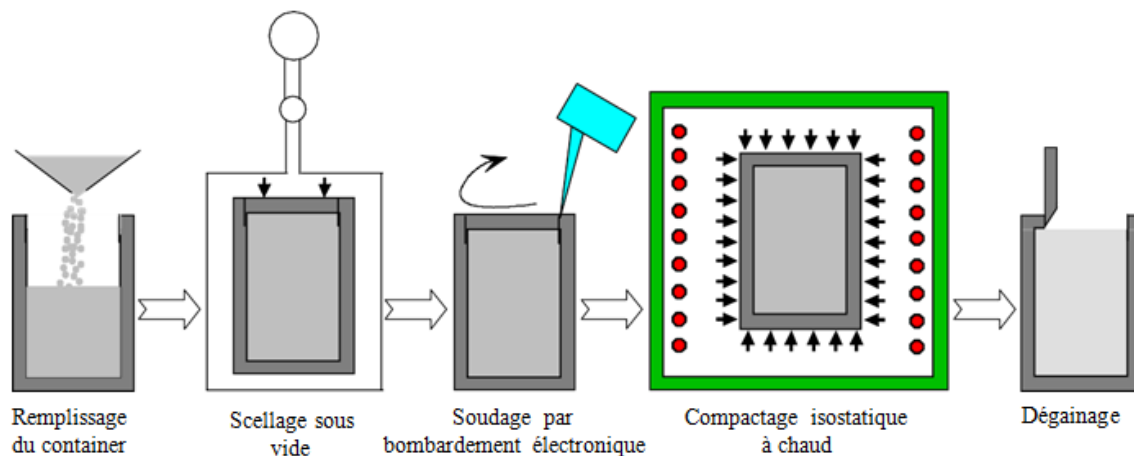 Remplissage
du container
Scellage sous
vide
Soudage par
bombardement électronique
Compactage isostatique
à chaud
Dégainage